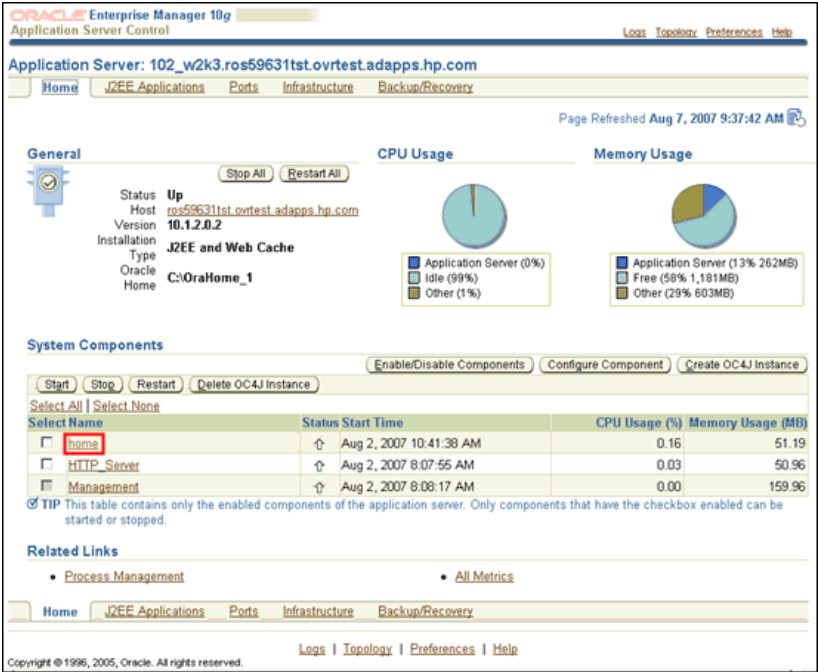 ORACLE Enterprise Manager 10g
Application Server Control
Logs Topology Preferences Help
Application Server: 102_w2k3.ros59631tst.ovrtest.adapps.hp.com
Home J2EE Applications Ports Infrastructure Backup/Recovery
Page Refreshed Aug 7, 2007 9:37:42 AM
General
Stop All Restart All
Status Up
Host ros59631tst.ovrtest.adapps.hp.com
Version 10.1.2.0.2
Installation Type J2EE and Web Cache
Oracle Home C:\OraHome_1
CPU Usage
Application Server (0%)
Idle (99%)
Other (1%)
Memory Usage
Application Server (13% 262MB)
Free (58% 1,181MB)
Other (29% 603MB)
System Components
Enable/Disable Components Configure Component Create OC4J Instance
Start Stop Restart Delete OC4J Instance
Select All | Select None
Select Name Status Start Time CPU Usage (%) Memory Usage (MB)
home Aug 2, 2007 10:41:38 AM 0.16 51.19
HTTP_Server Aug 2, 2007 8:07:55 AM 0.03 50.96
Management Aug 2, 2007 8:08:17 AM 0.00 159.96
TIP This table contains only the enabled components of the application server. Only components that have the checkbox enabled can be
started or stopped.
Related Links
• Process Management • All Metrics
Home J2EE Applications Ports Infrastructure Backup/Recovery
Logs | Topology | Preferences | Help
Copyright © 1996, 2005, Oracle. All rights reserved.